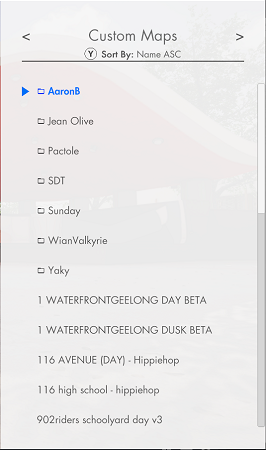 < Custom Maps >
Y Sort By: Name ASC
AaronB
Jean Olive
Pactole
SDT
Sunday
WianValkyrie
Yaky
1 WATERFRONTGEELONG DAY BETA
1 WATERFRONTGEELONG DUSK BETA
116 AVENUE (DAY) - Hippiehop
116 high school - hippiehop
902riders schoolyard day v3